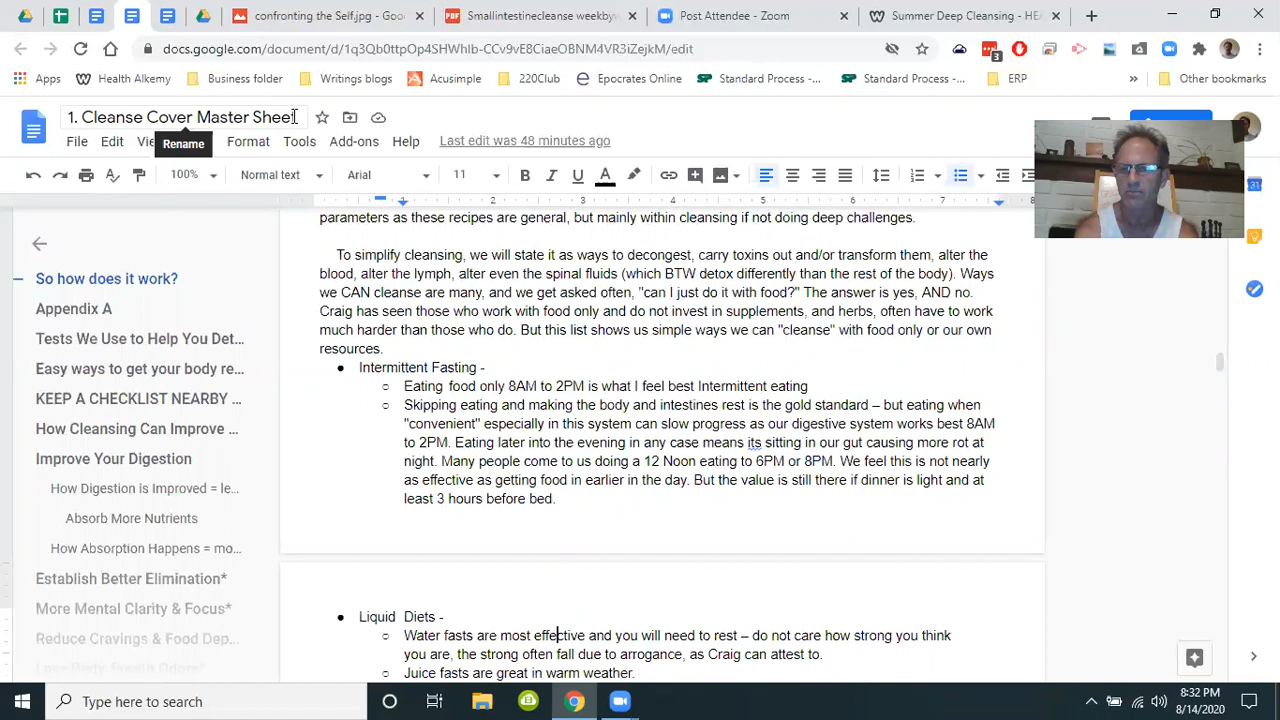 confronting the Self.jpg - Goo
Smallintestinecleanse weekbyw
Post Attendee - Zoom
Summer Deep Cleansing - HEA
docs.google.com/document/d/1q3Qb0ttpOp4SHWhIb-CCv9vE8CiaeOBNM4VR3iZejkM/edit
3
Apps
Health Alkemy
Business folder
Writings blogs
Acusimple
220Club
Epocrates Online
Standard Process -...
Standard Process -...
ERP
»
Other bookmarks
1. Cleanse Cover Master Sheet
Rename
File Edit Vie Format Tools Add-ons Help Last edit was 48 minutes ago
100% Normal text Arial 11 B I U A
1 2 3 4 5 6 7 8
So how does it work?
Appendix A
Tests We Use to Help You Det...
Easy ways to get your body re...
KEEP A CHECKLIST NEARBY ...
How Cleansing Can Improve ...
Improve Your Digestion
How Digestion is Improved = le...
Absorb More Nutrients
How Absorption Happens = mo...
Establish Better Elimination*
More Mental Clarity & Focus*
Reduce Cravings & Food Dep...
parameters as these recipes are general, but mainly within cleansing if not doing deep challenges.
To simplify cleansing, we will state it as ways to decongest, carry toxins out and/or transform them, alter the
blood, alter the lymph, alter even the spinal fluids (which BTW detox differently than the rest of the body). Ways
we CAN cleanse are many, and we get asked often, "can I just do it with food?" The answer is yes, AND no.
Craig has seen those who work with food only and do not invest in supplements, and herbs, often have to work
much harder than those who do. But this list shows us simple ways we can "cleanse" with food only or our own
resources.
● Intermittent Fasting -
○ Eating food only 8AM to 2PM is what I feel best Intermittent eating
○ Skipping eating and making the body and intestines rest is the gold standard – but eating when
"convenient" especially in this system can slow progress as our digestive system works best 8AM
to 2PM. Eating later into the evening in any case means its sitting in our gut causing more rot at
night. Many people come to us doing a 12 Noon eating to 6PM or 8PM. We feel this is not nearly
as effective as getting food in earlier in the day. But the value is still there if dinner is light and at
least 3 hours before bed.
● Liquid Diets -
○ Water fasts are most effective and you will need to rest – do not care how strong you think
you are, the strong often fall due to arrogance, as Craig can attest to.
○ Juice fasts are great in warm weather.
31
Type here to search
8:32 PM
8/14/2020